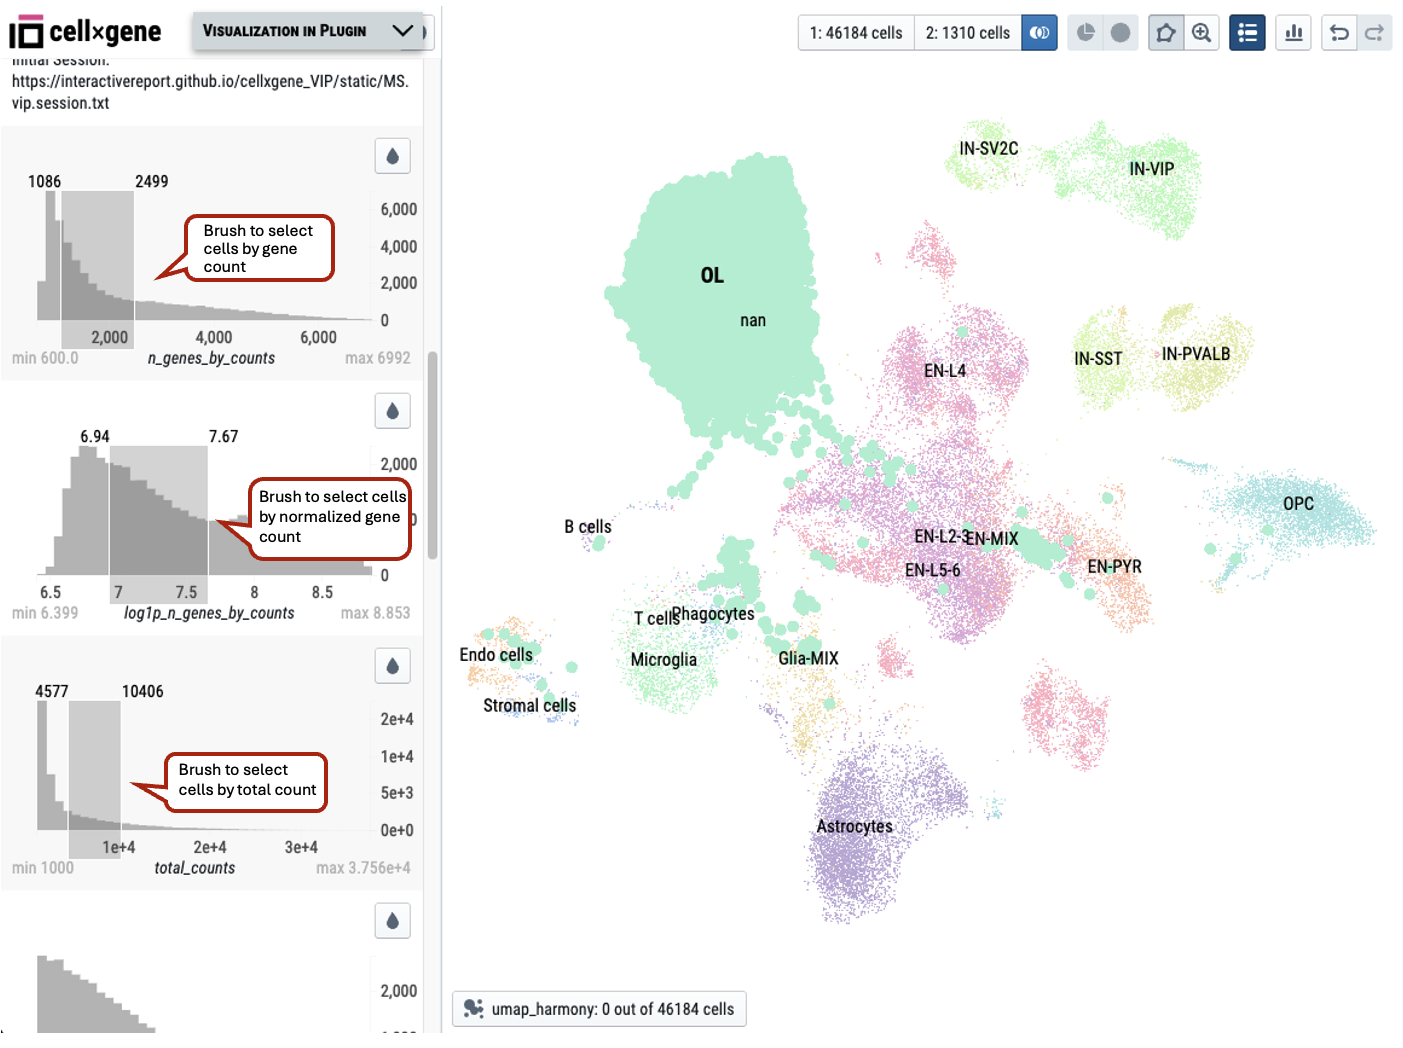 cell×gene
VISUALIZATION IN PLUGIN
1: 46184 cells
2: 1310 cells
Initial Session:
https://interactivereport.github.io/cellxgene_VIP/static/MS.
vip.session.txt
1086
2499
6,000
4,000
2,000
0
Brush to select
cells by gene
count
2,000
4,000
6,000
min 600.0
n_genes_by_counts
max 6992
6.94
7.67
2,000
0
Brush to select cells
by normalized gene
count
6.5
7
7.5
8
8.5
min 6.399
log1p_n_genes_by_counts
max 8.853
4577
10406
2e+4
1e+4
5e+3
0e+0
Brush to select
cells by total count
1e+4
2e+4
3e+4
min 1000
total_counts
max 3.756e+4
2,000
IN-SV2C
IN-VIP
OL
nan
IN-SST
IN-PVALB
EN-L4
OPC
B cells
EN-L2-3
EN-MIX
EN-L5-6
EN-PYR
T cells
Phagocytes
Endo cells
Microglia
Glia-MIX
Stromal cells
Astrocytes
umap_harmony: 0 out of 46184 cells